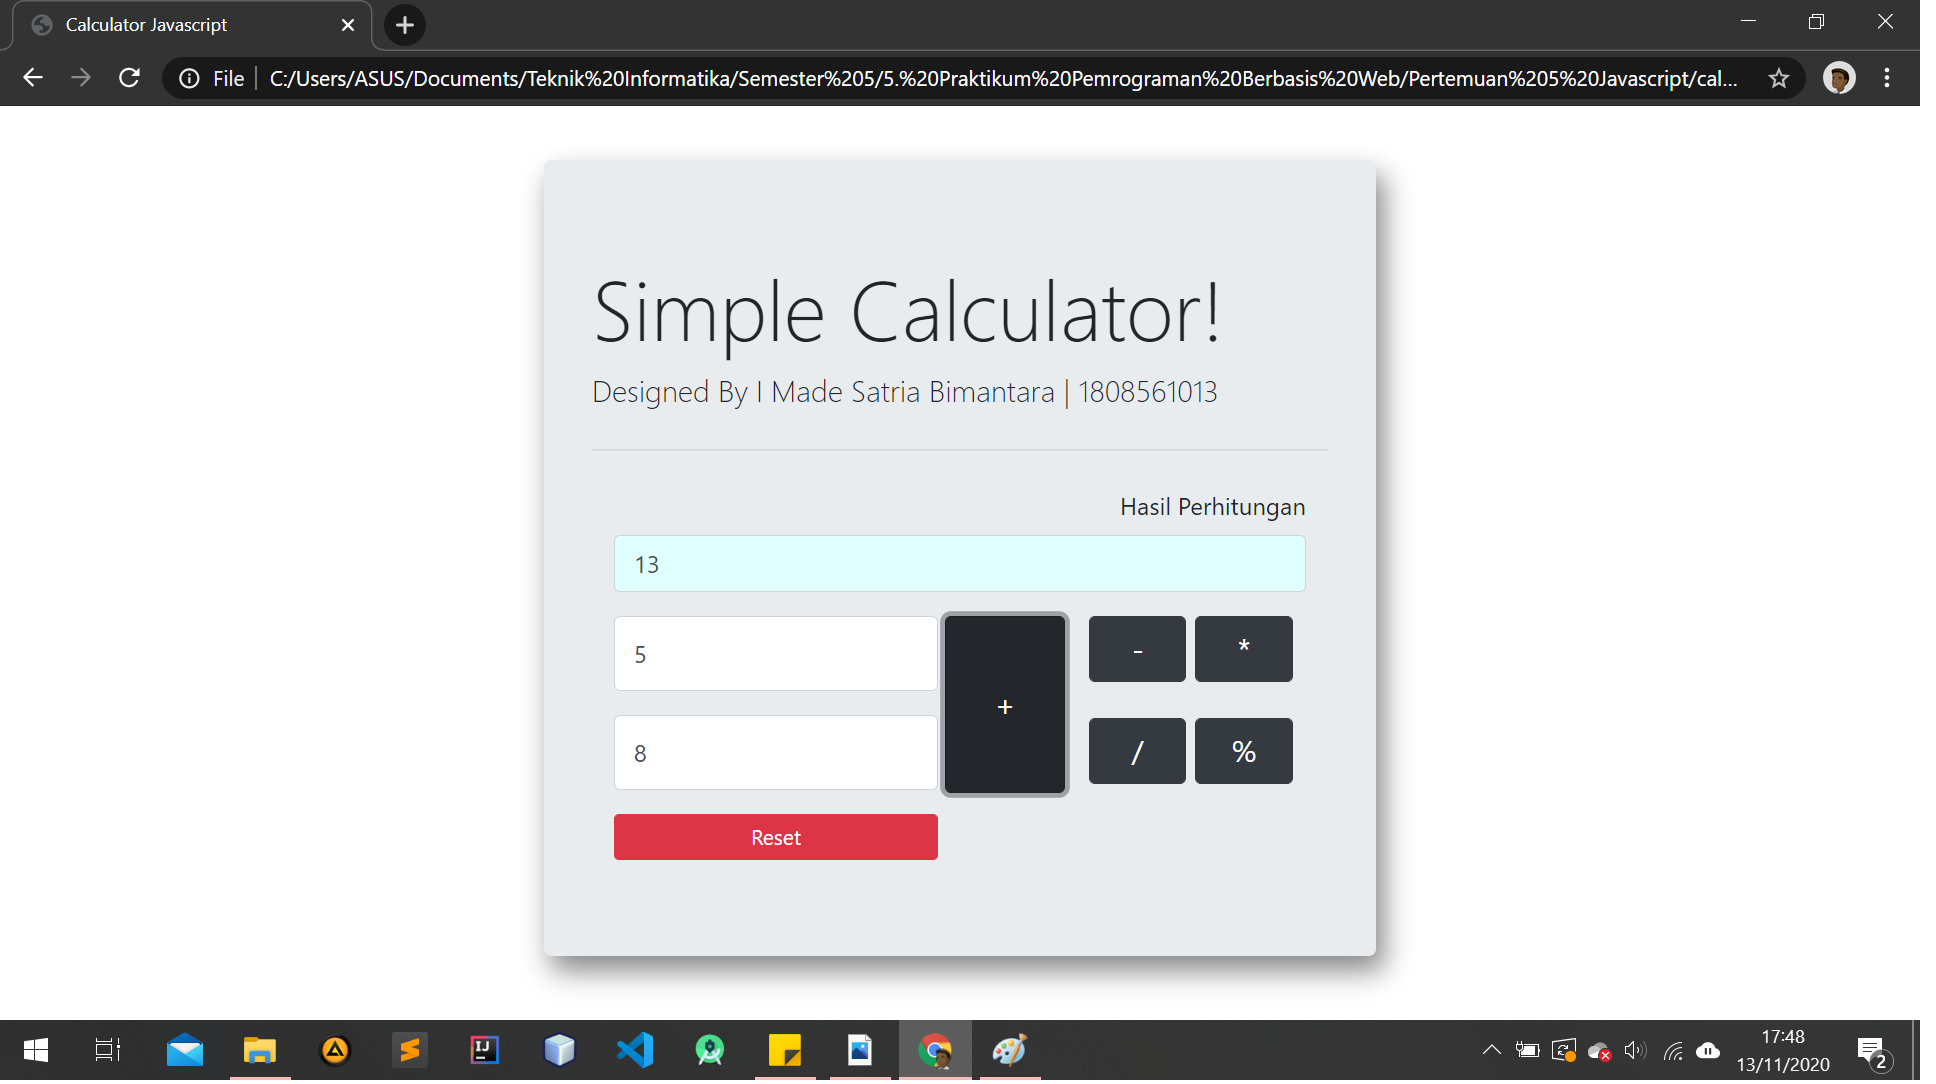 Calculator Javascript
File | C:/Users/ASUS/Documents/Teknik%20Informatika/Semester%205/5.%20Praktikum%20Pemrograman%20Berbasis%20Web/Pertemuan%205%20Javascript/cal...
Simple Calculator!
Designed By I Made Satria Bimantara | 1808561013
Hasil Perhitungan
13
5
+
-
*
8
/
%
Reset
IJ
17:48
13/11/2020
2